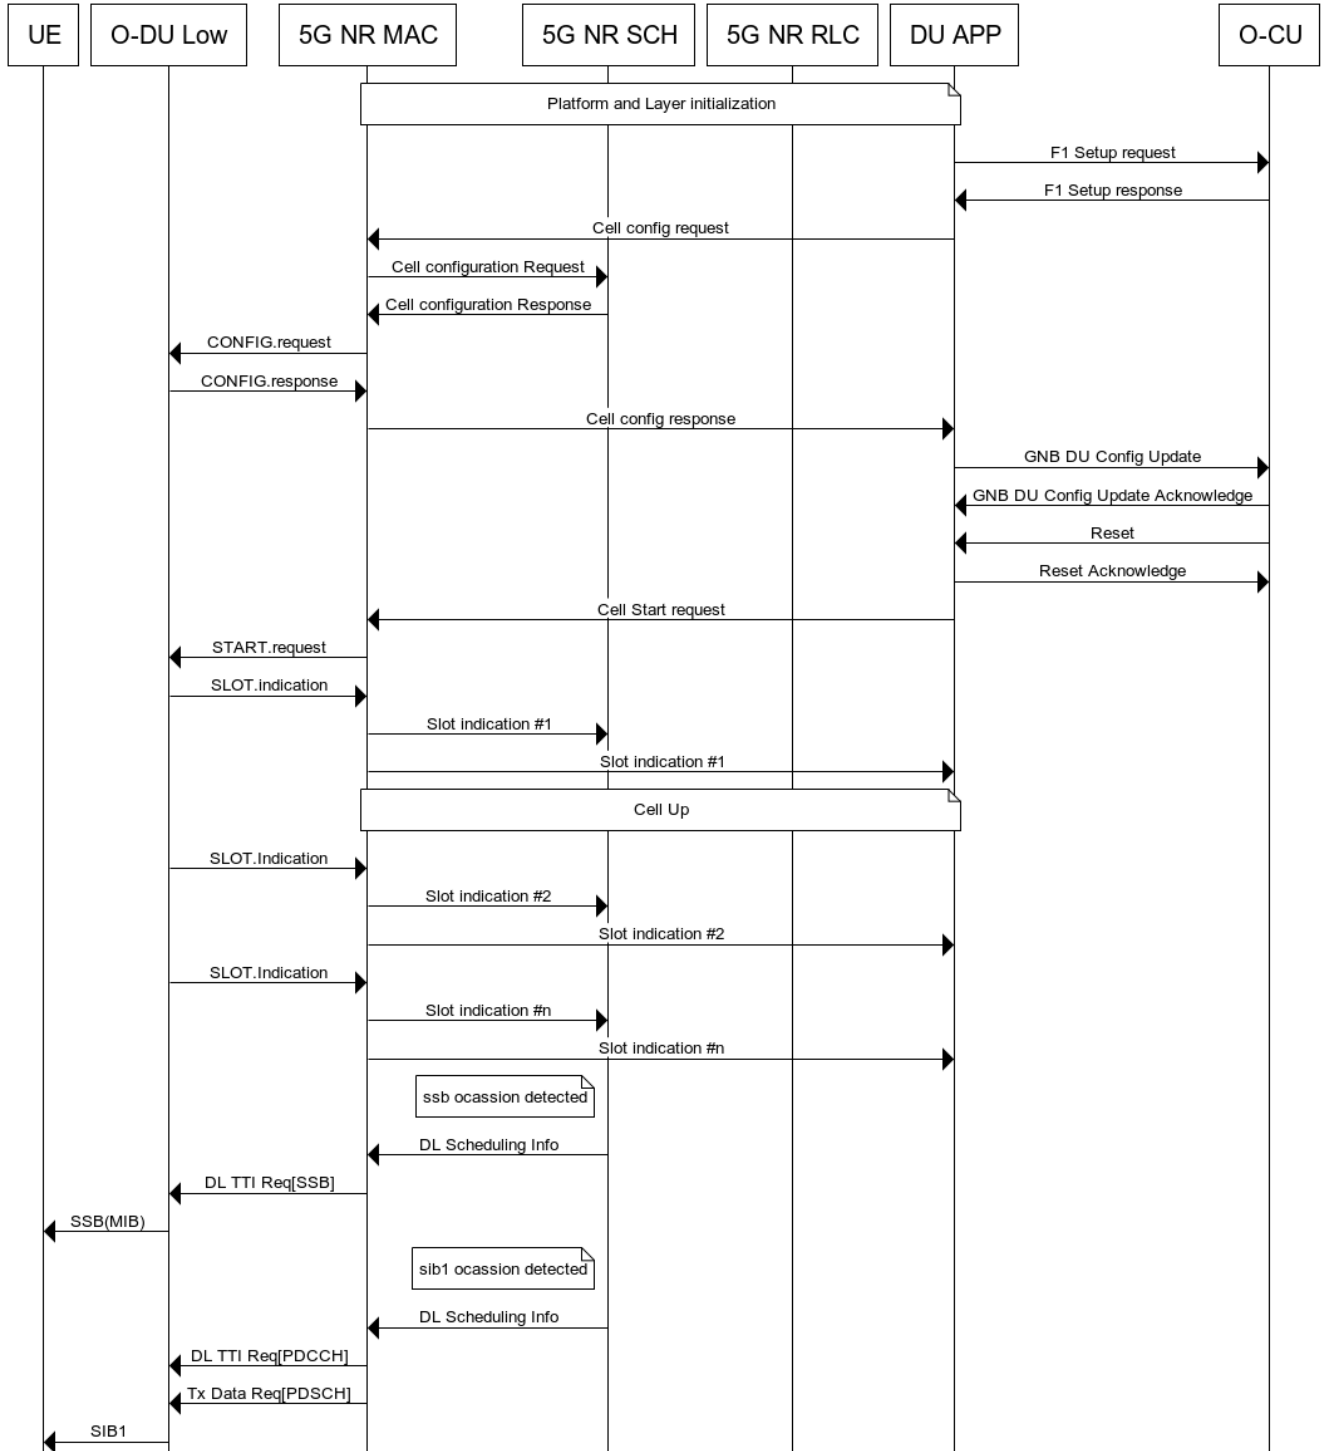 UE
O-DU Low
5G NR MAC
5G NR SCH
5G NR RLC
DU APP
O-CU
Platform and Layer initialization
F1 Setup request
F1 Setup response
Cell config request
Cell configuration Request
Cell configuration Response
CONFIG.request
CONFIG.response
Cell config response
GNB DU Config Update
GNB DU Config Update Acknowledge
Reset
Reset Acknowledge
Cell Start request
START.request
SLOT.indication
Slot indication #1
Slot indication #1
Cell Up
SLOT.Indication
Slot indication #2
Slot indication #2
SLOT.Indication
Slot indication #n
Slot indication #n
ssb ocassion detected
DL Scheduling Info
DL TTI Req[SSB]
SSB(MIB)
sib1 ocassion detected
DL Scheduling Info
DL TTI Req[PDCCH]
Tx Data Req[PDSCH]
SIB1